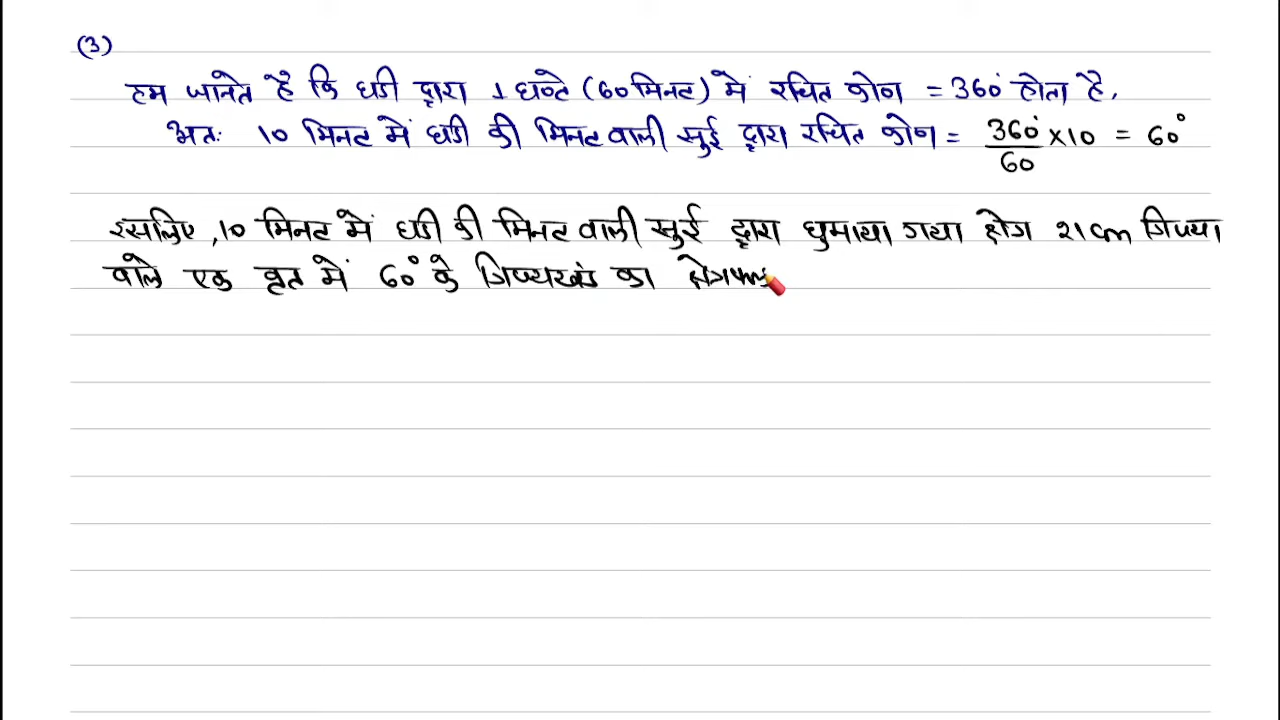 (3)
हम जानते हैं कि घडी द्वारा 1 घण्टे (60 मिनट) में रचित कोण = 360° होता है.
अतः 10 मिनट में घडी की मिनट वाली सुई द्वारा रचित कोण = 360°/60 × 10 = 60°
इसलिए, 10 मिनट में घडी की मिनट वाली सुई द्वारा घुमाया गया क्षेत्र 21 cm त्रिज्या
वाले एक वृत में 60° के त्रिज्यखंड का क्षेत्रफल